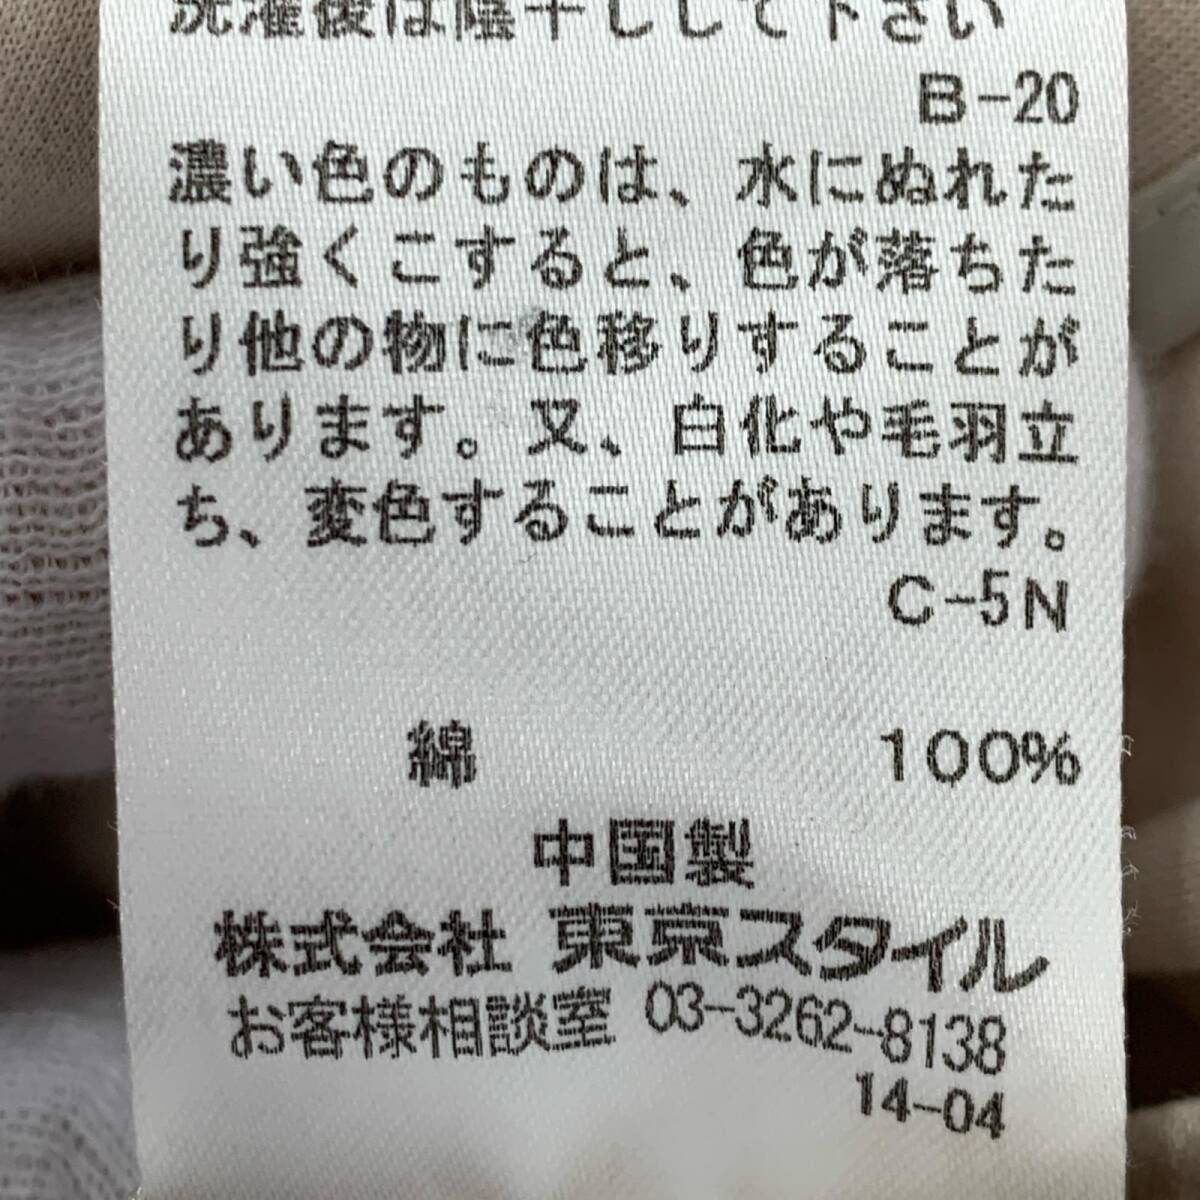 洗濯後は陰干しして下さい
B-20
濃い色のものは、水にぬれた
り強くこすると、色が落ちた
り他の物に色移りすることが
あります。又、白化や毛羽立
ち、変色することがあります。
C-5N
綿 100%
中国製
株式会社 東京スタイル
お客様相談室 03-3262-8138
14-04